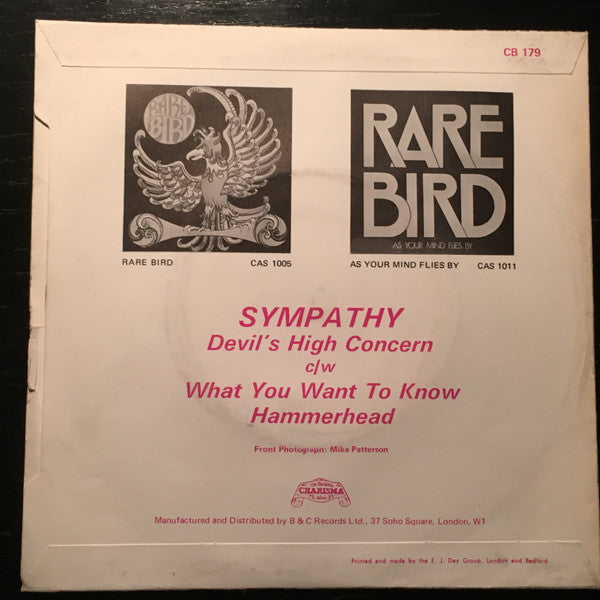 CB 179
RARE
BIRD
RARE
BIRD
AS YOUR MIND FLIES BY
RARE BIRD CAS 1005
AS YOUR MIND FLIES BY CAS 1011
SYMPATHY
Devil's High Concern
c/w
What You Want To Know
Hammerhead
Front Photograph: Mike Patterson
CHARISMA
Manufactured and Distributed by B & C Records Ltd., 37 Soho Square, London, W1
Printed and made by the E. J. Day Group, London and Bedford